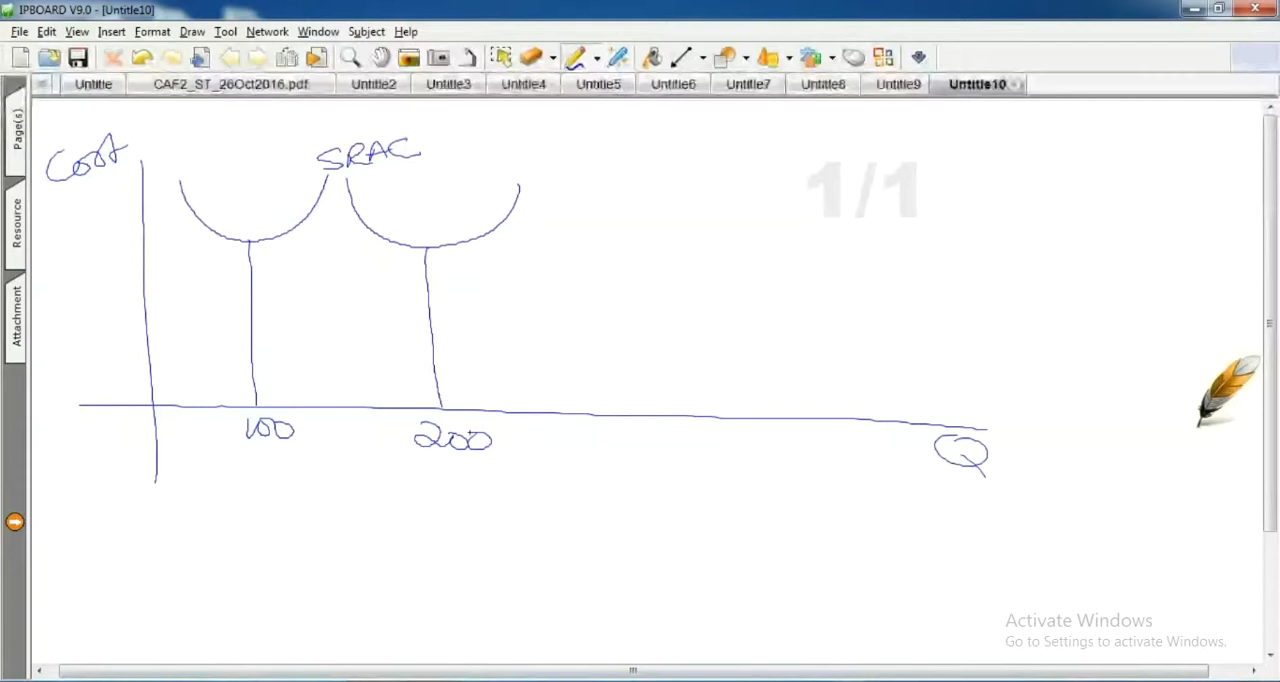 IPBOARD V9.0 - [Untitle10]
File Edit View Insert Format Draw Tool Network Window Subject Help
Untitle CAF2_ST_26Oct2016.pdf Untitle2 Untitle3 Untitle4 Untitle5 Untitle6 Untitle7 Untitle8 Untitle9 Untitle10
Page(s)
Resource
Attachment
Cost
SRAC
1/1
100
200
Q
Activate Windows
Go to Settings to activate Windows.